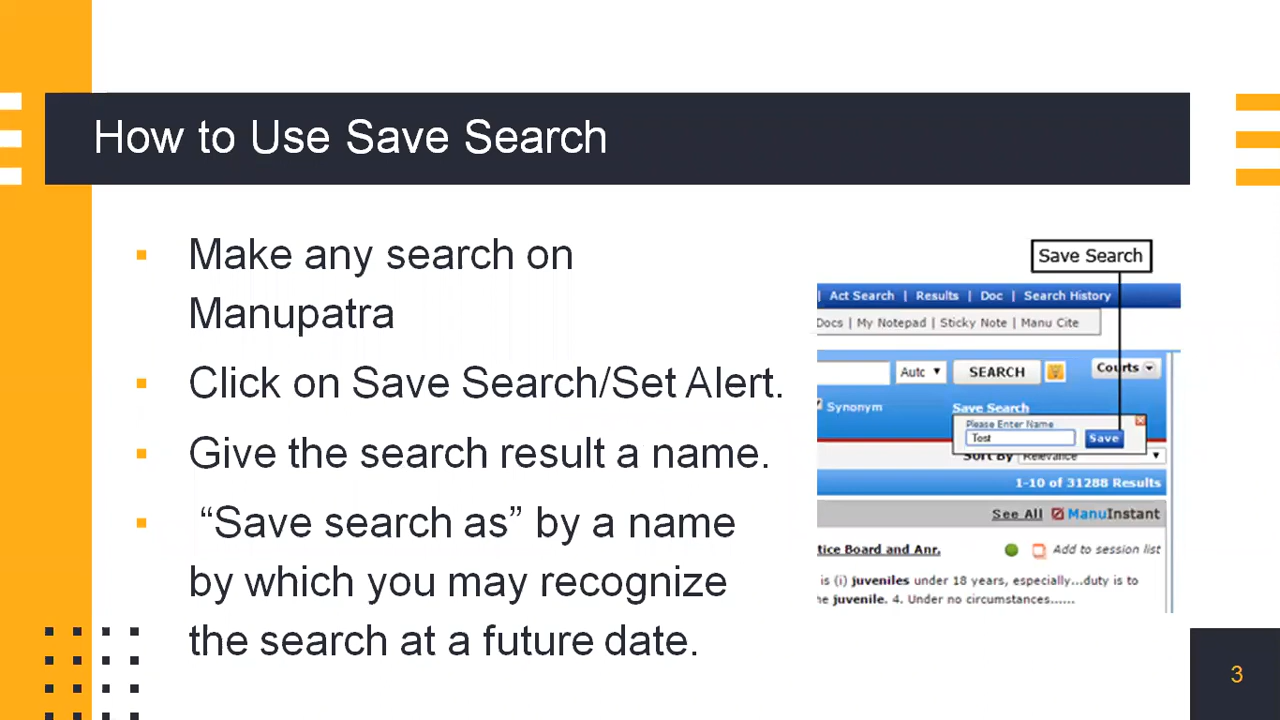 How to Use Save Search
▪ Make any search on
Manupatra
▪ Click on Save Search/Set Alert.
▪ Give the search result a name.
▪ “Save search as” by a name
by which you may recognize
the search at a future date.
Save Search
| Act Search | Results | Doc | Search History
Docs | My Notepad | Sticky Note | Manu Cite
Autc SEARCH Courts
Synonym Save Search
Please Enter Name
Test Save
Sort By Relevance
1-10 of 31288 Results
See All ManuInstant
tice Board and Anr. Add to session list
is (i) juveniles under 18 years, especially...duty is to
he juvenile. 4. Under no circumstances......
3